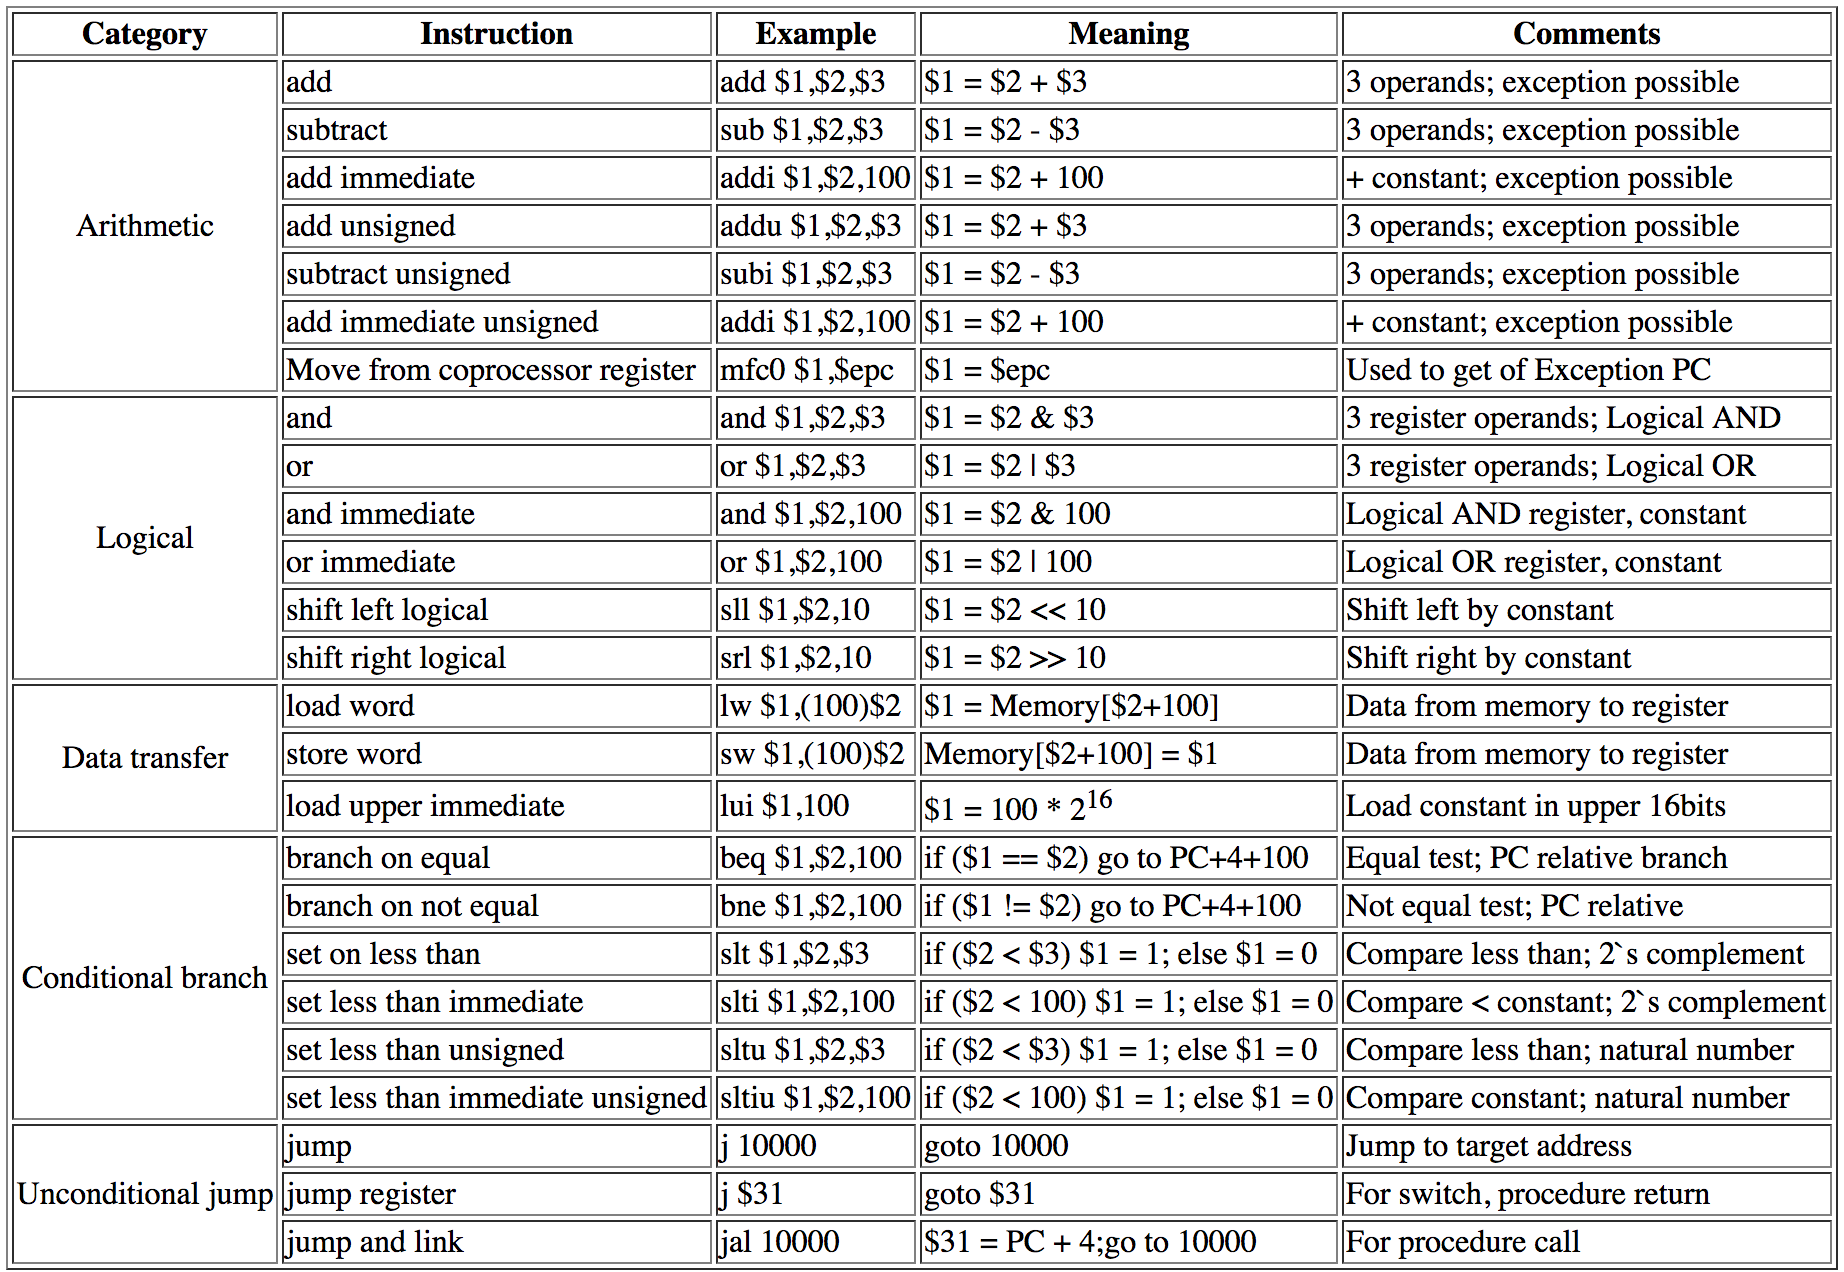 Category Instruction Example Meaning Comments
Arithmetic
add add $1,$2,$3 $1 = $2 + $3 3 operands; exception possible
subtract sub $1,$2,$3 $1 = $2 - $3 3 operands; exception possible
add immediate addi $1,$2,100 $1 = $2 + 100 + constant; exception possible
add unsigned addu $1,$2,$3 $1 = $2 + $3 3 operands; exception possible
subtract unsigned subi $1,$2,$3 $1 = $2 - $3 3 operands; exception possible
add immediate unsigned addi $1,$2,100 $1 = $2 + 100 + constant; exception possible
Move from coprocessor register mfc0 $1,$epc $1 = $epc Used to get of Exception PC
Logical
and and $1,$2,$3 $1 = $2 & $3 3 register operands; Logical AND
or or $1,$2,$3 $1 = $2 | $3 3 register operands; Logical OR
and immediate and $1,$2,100 $1 = $2 & 100 Logical AND register, constant
or immediate or $1,$2,100 $1 = $2 | 100 Logical OR register, constant
shift left logical sll $1,$2,10 $1 = $2 << 10 Shift left by constant
shift right logical srl $1,$2,10 $1 = $2 >> 10 Shift right by constant
Data transfer
load word lw $1,(100)$2 $1 = Memory[$2+100] Data from memory to register
store word sw $1,(100)$2 Memory[$2+100] = $1 Data from memory to register
load upper immediate lui $1,100 $1 = 100 * 2¹⁶ Load constant in upper 16bits
Conditional branch
branch on equal beq $1,$2,100 if ($1 == $2) go to PC+4+100 Equal test; PC relative branch
branch on not equal bne $1,$2,100 if ($1 != $2) go to PC+4+100 Not equal test; PC relative
set on less than slt $1,$2,$3 if ($2 < $3) $1 = 1; else $1 = 0 Compare less than; 2`s complement
set less than immediate slti $1,$2,100 if ($2 < 100) $1 = 1; else $1 = 0 Compare < constant; 2`s complement
set less than unsigned sltu $1,$2,$3 if ($2 < $3) $1 = 1; else $1 = 0 Compare less than; natural number
set less than immediate unsigned sltiu $1,$2,100 if ($2 < 100) $1 = 1; else $1 = 0 Compare constant; natural number
Unconditional jump
jump j 10000 goto 10000 Jump to target address
jump register j $31 goto $31 For switch, procedure return
jump and link jal 10000 $31 = PC + 4;go to 10000 For procedure call